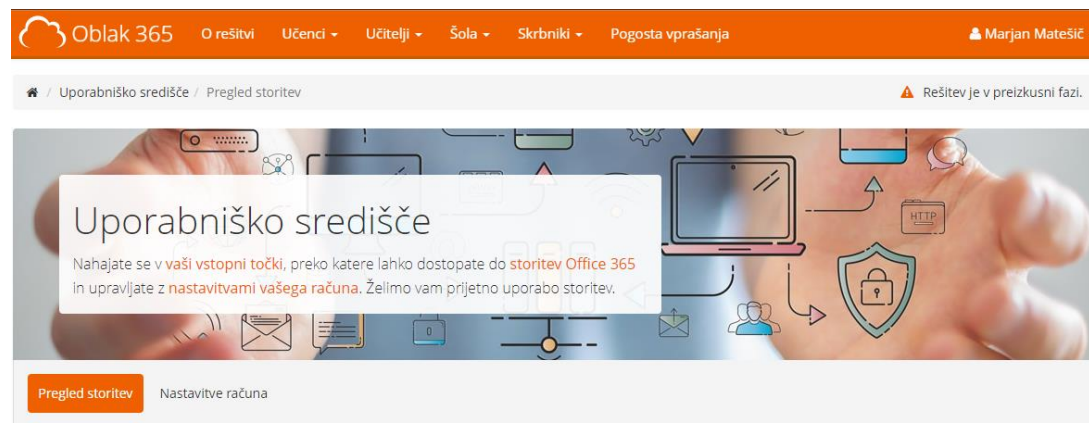 Oblak 365 O rešitvi Učenci Učitelji Šola Skrbniki Pogosta vprašanja Marjan Matešič
/ Uporabniško središče / Pregled storitev Rešitev je v preizkusni fazi.
Uporabniško središče
Nahajate se v vaši vstopni točki, preko katere lahko dostopate do storitev Office 365
in upravljate z nastavitvami vašega računa. Želimo vam prijetno uporabo storitev.
HTTP
Pregled storitev Nastavitve računa